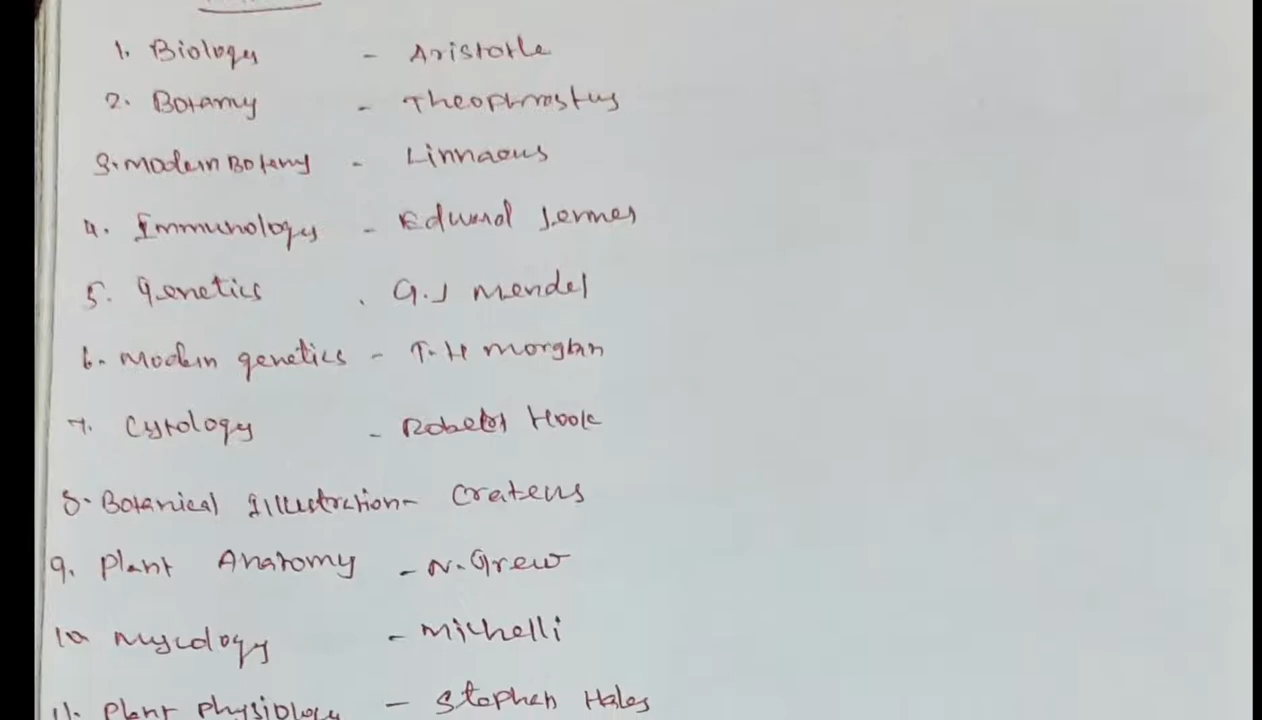 1. Biology - Aristotle
2. Botany - Theophrastus
3. Modern Botany - Linnaeus
4. Immunology - Edward Jenner
5. Genetics - G.J Mendel
6. Modern genetics - T.H Morgan
7. Cytology - Robert Hook
8. Botanical Illustration - Crateus
9. Plant Anatomy - N. Grew
10 Mycology - Michelli
11. Plant Physiology - Stephen Hales